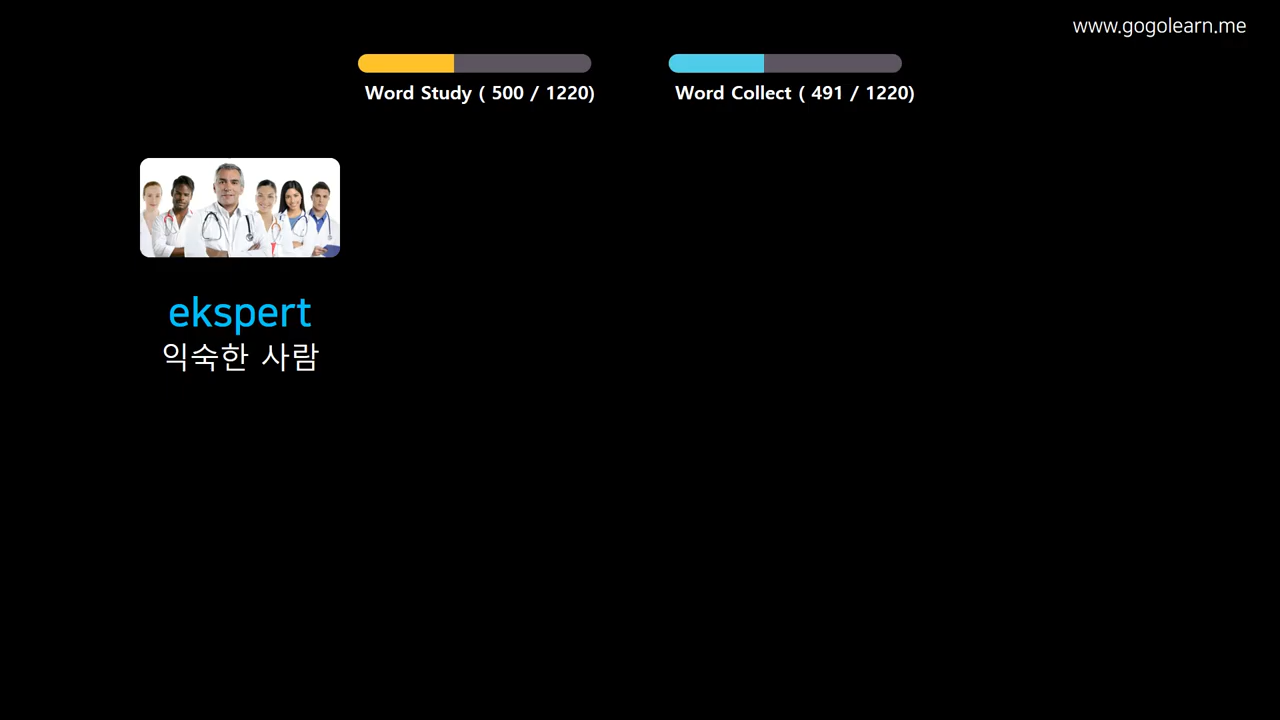 www.gogolearn.me
Word Study ( 500 / 1220)
Word Collect ( 491 / 1220)
ekspert
익숙한 사람